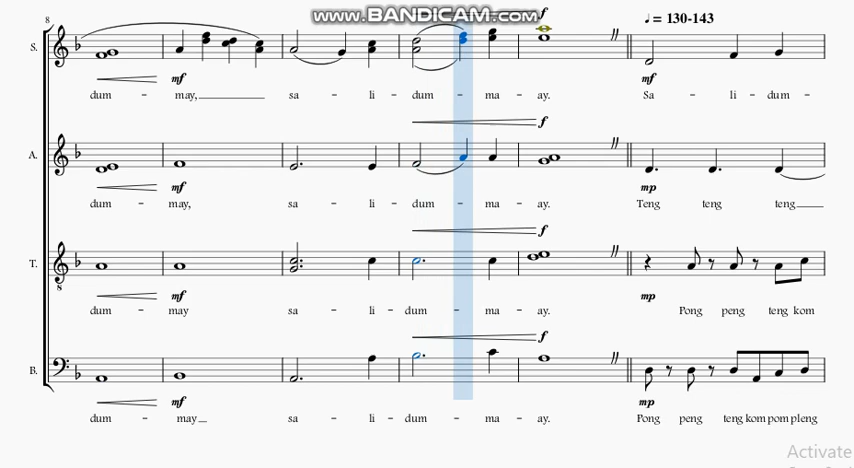 WWW.BANDICAM.COM
8
f
♩ = 130-143
S.
mf
mf
dum - may, sa - li - dum - ma - ay. Sa - li - dum -
f
A.
mf
mp
dum - may, sa - li - dum - ma - ay. Teng teng teng
f
T.
8
mf
mp
dum - may sa - li - dum - ma - ay. Pong peng teng kom
f
B.
mf
mp
dum - may sa - li - dum - ma - ay. Pong peng teng kom pom pleng
Activate